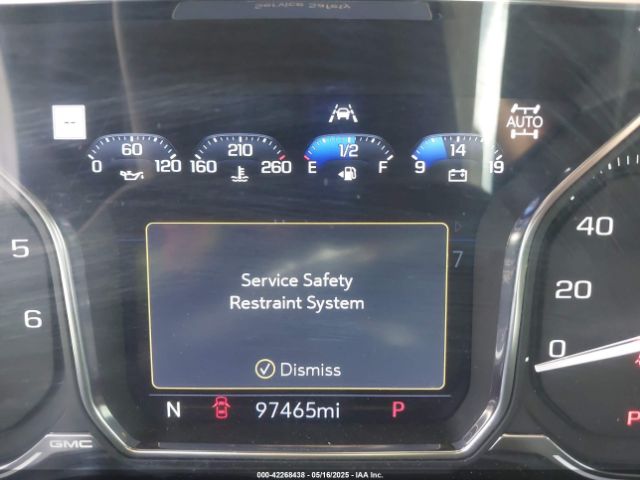 Service Safety
--
AUTO
60
0 120
210
160 260
1/2
E F
14
9 19
7
5
6
40
20
0
Service Safety
Restraint System
Dismiss
N 97465mi P
P
GMC
000-42268438 - 05/16/2025 - IAA Inc.